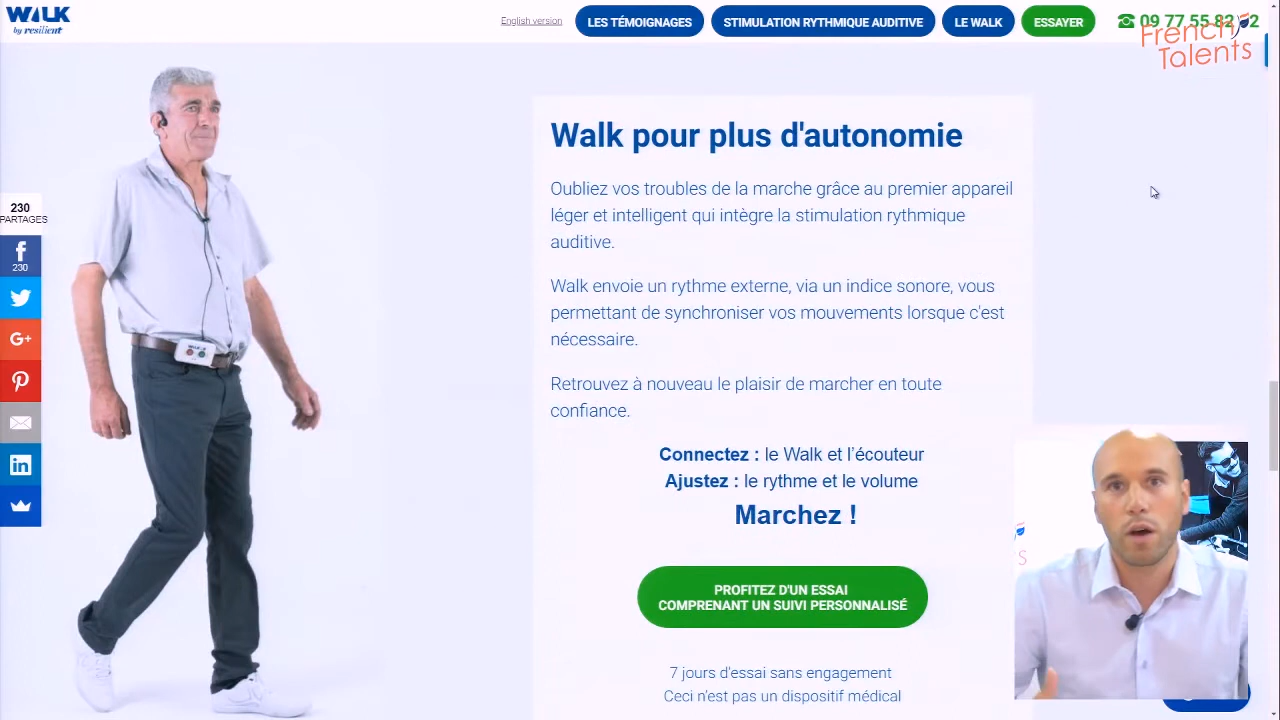 WALK
by resilient
English version
LES TÉMOIGNAGES
STIMULATION RYTHMIQUE AUDITIVE
LE WALK
ESSAYER
09 77 55 82 2
French
Talents
230
PARTAGES
230
Walk pour plus d'autonomie
Oubliez vos troubles de la marche grâce au premier appareil
léger et intelligent qui intègre la stimulation rythmique
auditive.
Walk envoie un rythme externe, via un indice sonore, vous
permettant de synchroniser vos mouvements lorsque c'est
nécessaire.
Retrouvez à nouveau le plaisir de marcher en toute
confiance.
Connectez : le Walk et l'écouteur
Ajustez : le rythme et le volume
Marchez !
PROFITEZ D'UN ESSAI
COMPRENANT UN SUIVI PERSONNALISÉ
7 jours d'essai sans engagement
Ceci n'est pas un dispositif médical